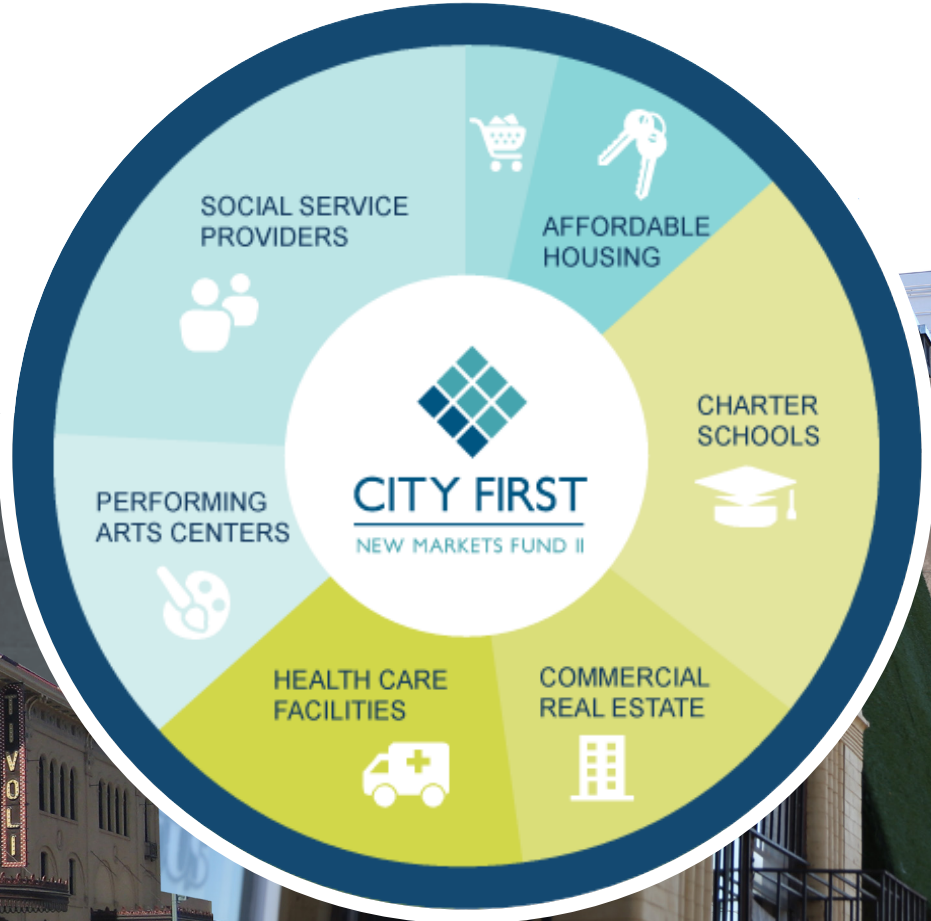 SOCIAL SERVICE
PROVIDERS
AFFORDABLE
HOUSING
CHARTER
SCHOOLS
CITY FIRST
NEW MARKETS FUND II
PERFORMING
ARTS CENTERS
HEALTH CARE
FACILITIES
COMMERCIAL
REAL ESTATE
TIVOLI